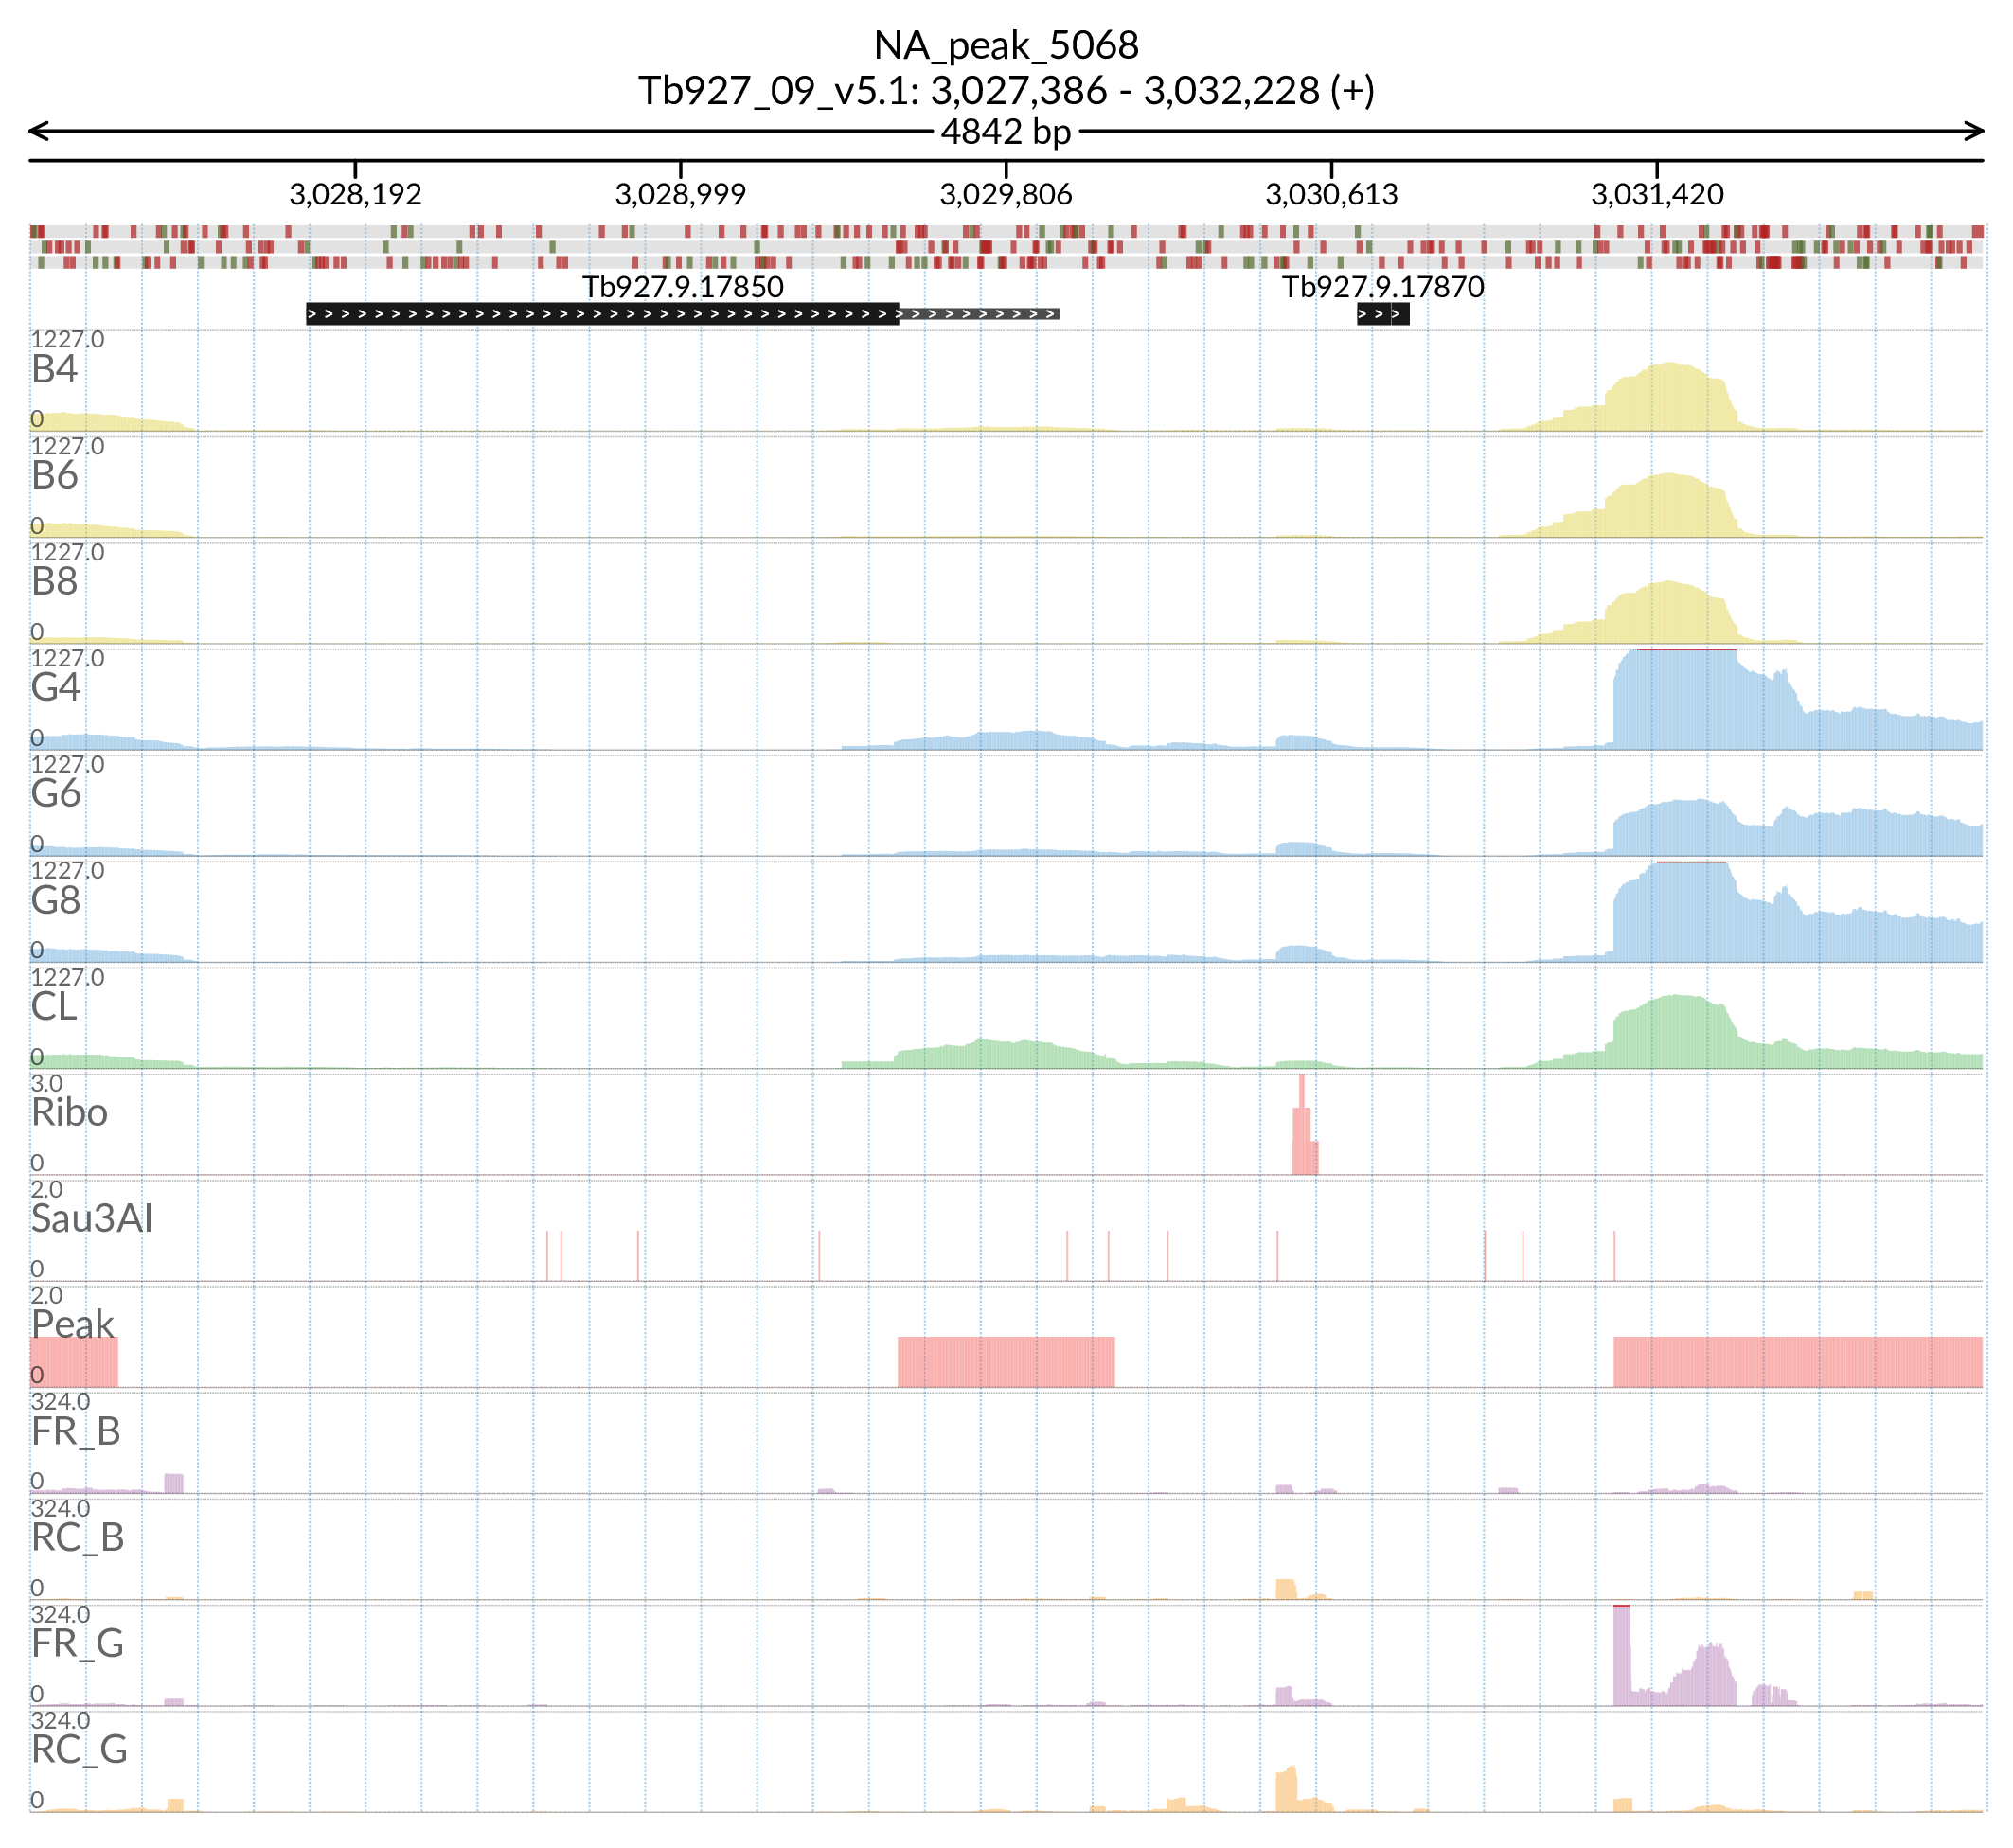 NA_peak_5068
Tb927_09_v5.1: 3,027,386 - 3,032,228 (+)
4842 bp
3,028,192 3,028,999 3,029,806 3,030,613 3,031,420
Tb927.9.17850 Tb927.9.17870
1227.0
B4
0
1227.0
B6
0
1227.0
B8
0
1227.0
G4
0
1227.0
G6
0
1227.0
G8
0
1227.0
CL
0
3.0
Ribo
0
2.0
Sau3AI
0
2.0
Peak
0
324.0
FR_B
0
324.0
RC_B
0
324.0
FR_G
0
324.0
RC_G
0